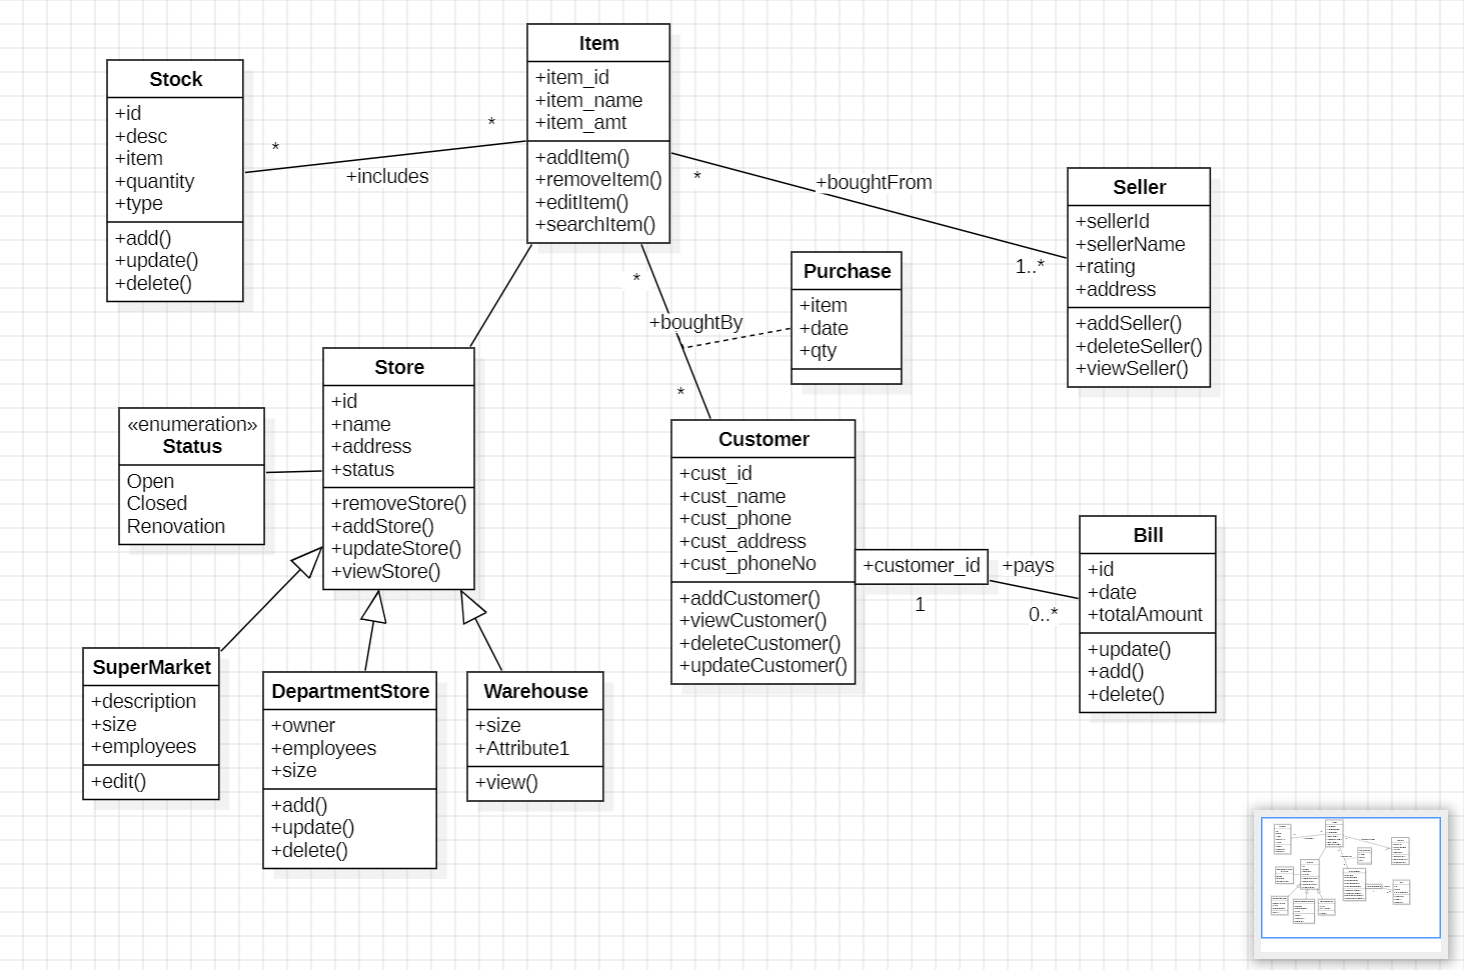 Item
+item_id
+item_name
+item_amt
+addItem()
+removeItem()
+editItem()
+searchItem()
Stock
+id
+desc
+item
+quantity
+type
+add()
+update()
+delete()
*
*
+includes
*
+boughtFrom
1..*
Seller
+sellerId
+sellerName
+rating
+address
+addSeller()
+deleteSeller()
+viewSeller()
Purchase
+item
+date
+qty
*
+boughtBy
*
Store
+id
+name
+address
+status
+removeStore()
+addStore()
+updateStore()
+viewStore()
«enumeration»
Status
Open
Closed
Renovation
Customer
+cust_id
+cust_name
+cust_phone
+cust_address
+cust_phoneNo
+addCustomer()
+viewCustomer()
+deleteCustomer()
+updateCustomer()
+customer_id
1
+pays
0..*
Bill
+id
+date
+totalAmount
+update()
+add()
+delete()
SuperMarket
+description
+size
+employees
+edit()
DepartmentStore
+owner
+employees
+size
+add()
+update()
+delete()
Warehouse
+size
+Attribute1
+view()